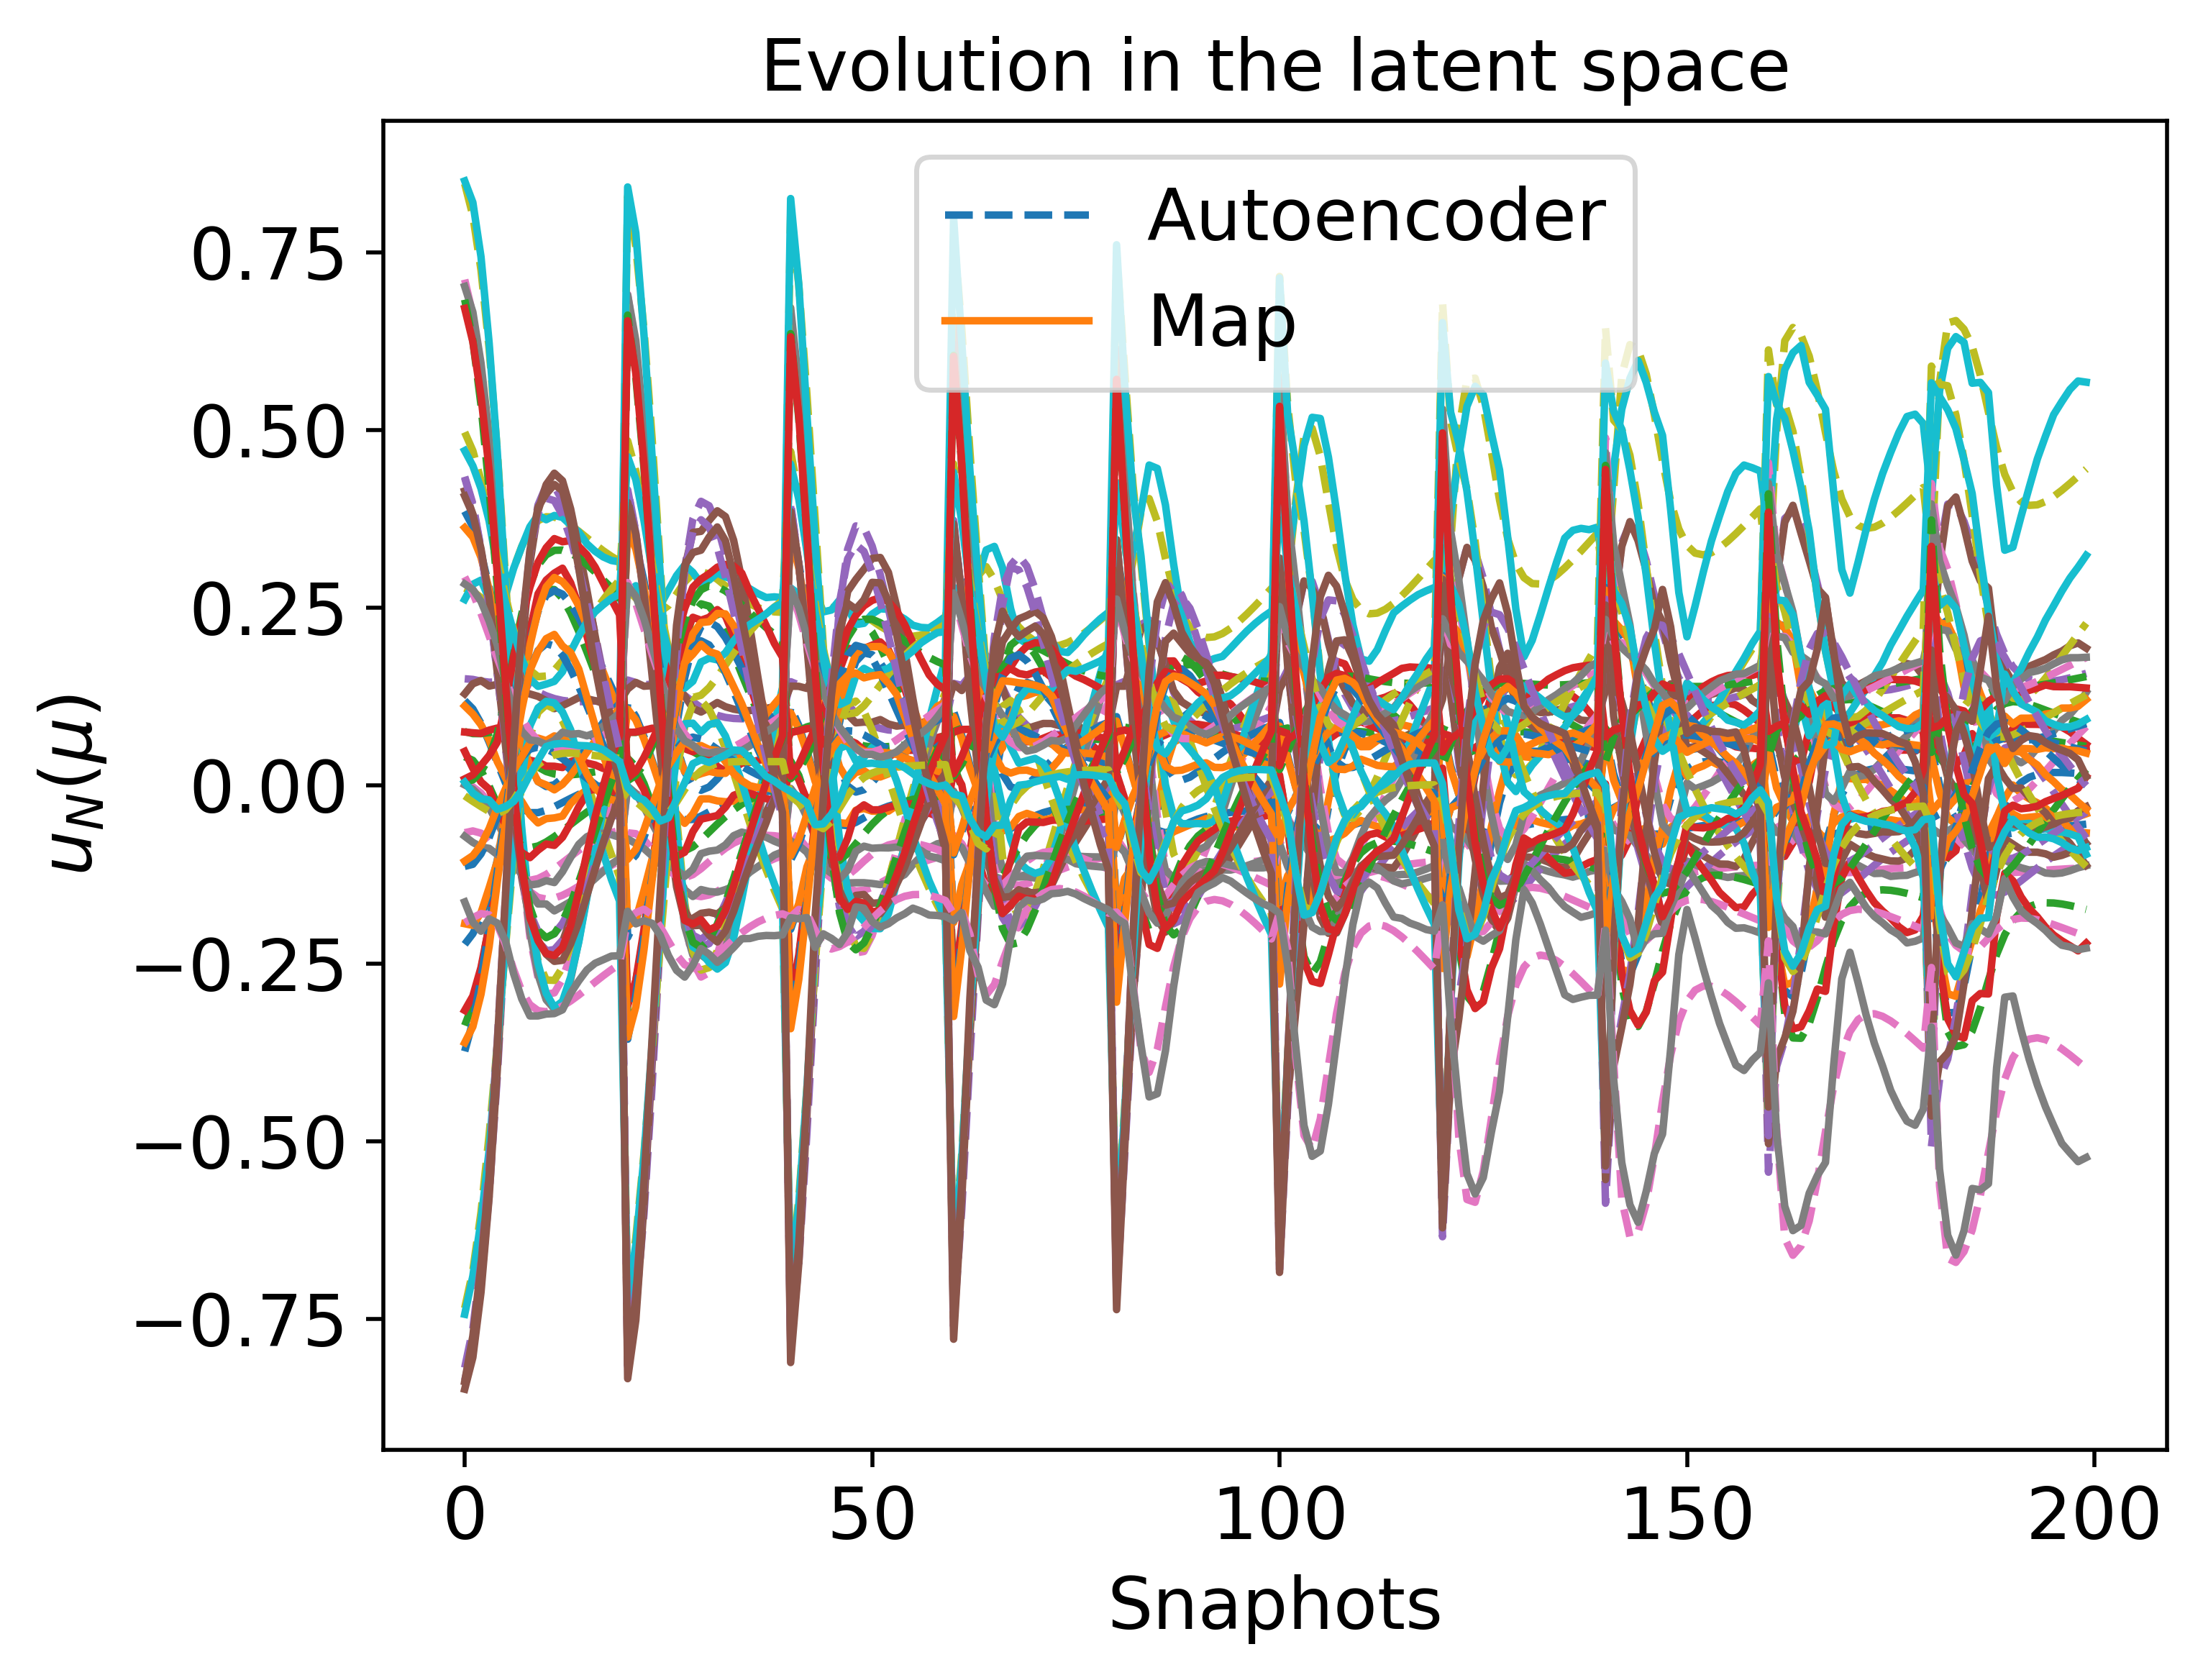 Evolution in the latent space
Autoencoder
Map
0.75
0.50
0.25
0.00
−0.25
−0.50
−0.75
u_N(μ)
0
50
100
150
200
Snaphots